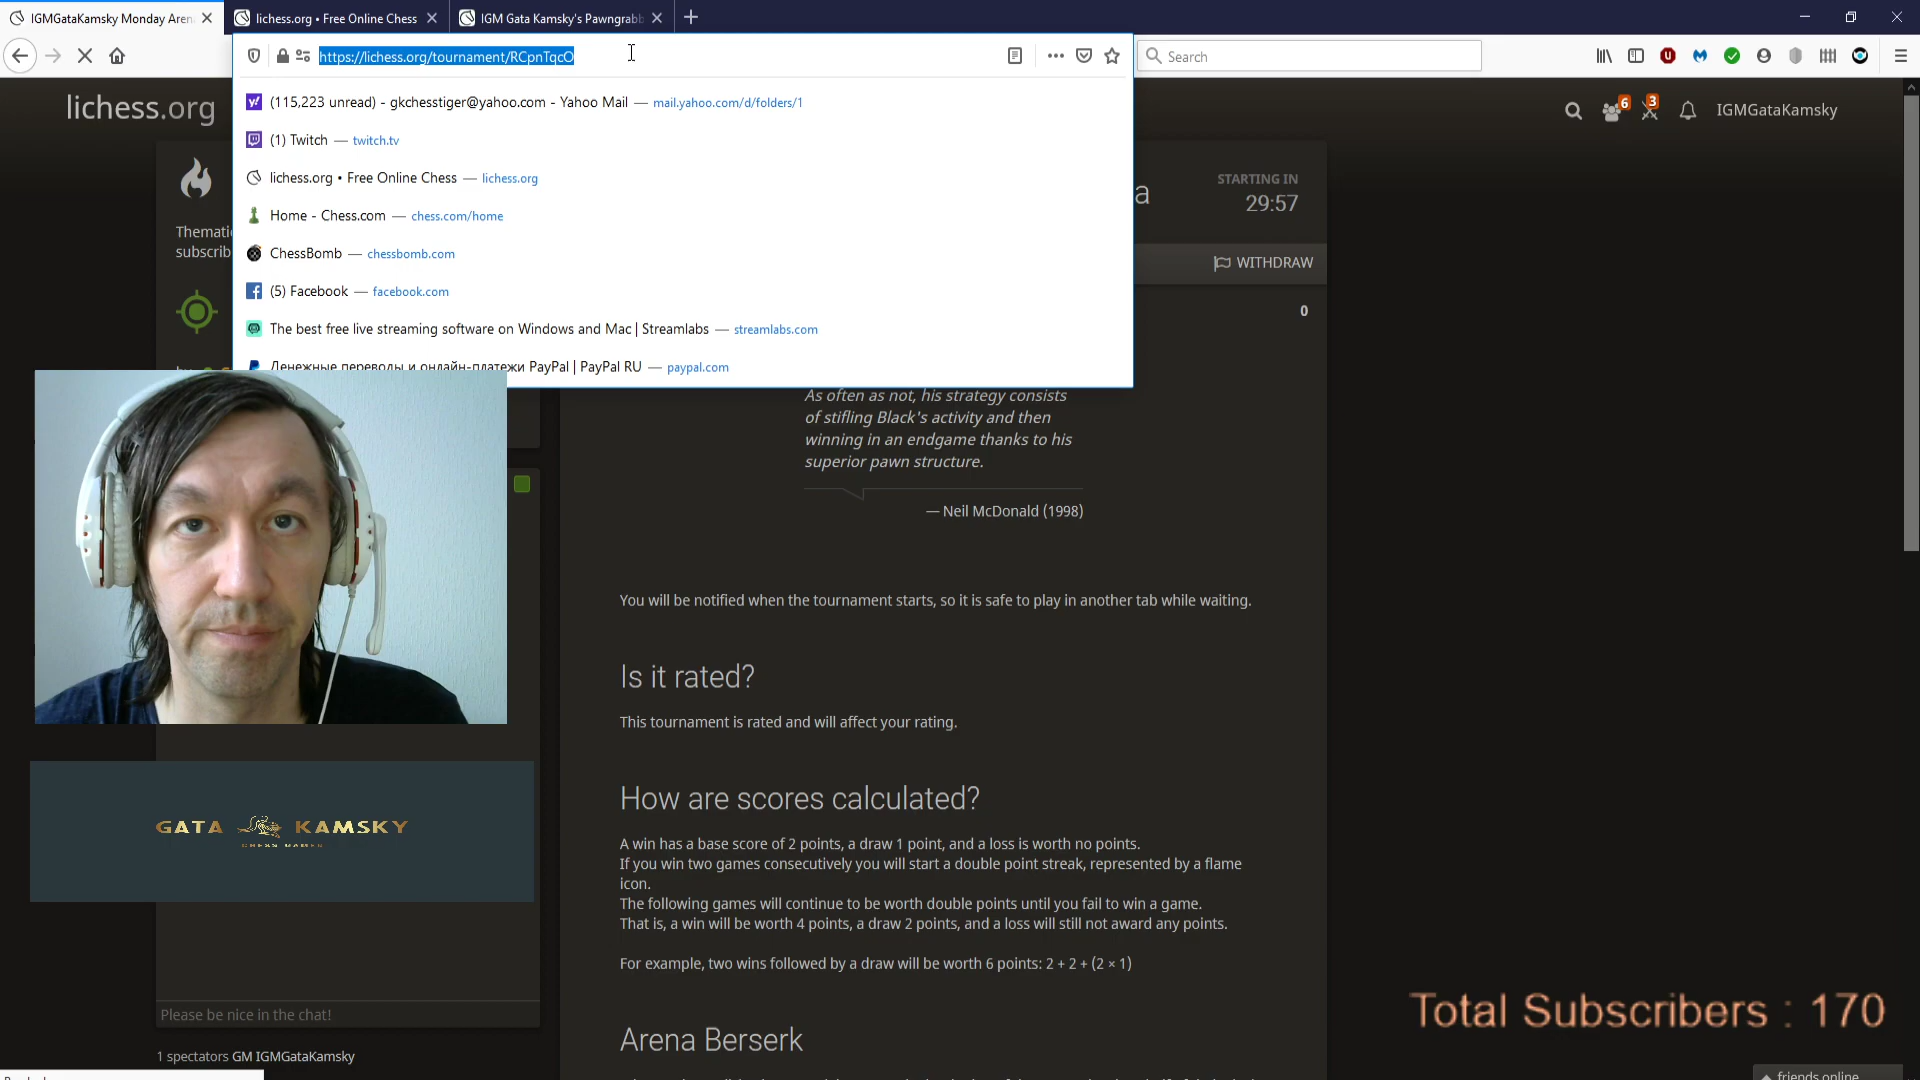 IGMGataKamsky Monday Aren
lichess.org • Free Online Chess
IGM Gata Kamsky's Pawngrabb
https://lichess.org/tournament/RCpnTqcO
Search
(115,223 unread) - gkchesstiger@yahoo.com - Yahoo Mail — mail.yahoo.com/d/folders/1
(1) Twitch — twitch.tv
lichess.org • Free Online Chess — lichess.org
Home - Chess.com — chess.com/home
ChessBomb — chessbomb.com
(5) Facebook — facebook.com
The best free live streaming software on Windows and Mac | Streamlabs — streamlabs.com
Денежные переводы и онлайн-платежи PayPal | PayPal RU — paypal.com
lichess.org
6
3
IGMGataKamsky
Themati
subscrib
a
STARTING IN
29:57
WITHDRAW
0
As often as not, his strategy consists
of stifling Black's activity and then
winning in an endgame thanks to his
superior pawn structure.
— Neil McDonald (1998)
You will be notified when the tournament starts, so it is safe to play in another tab while waiting.
Is it rated?
This tournament is rated and will affect your rating.
How are scores calculated?
A win has a base score of 2 points, a draw 1 point, and a loss is worth no points.
If you win two games consecutively you will start a double point streak, represented by a flame
icon.
The following games will continue to be worth double points until you fail to win a game.
That is, a win will be worth 4 points, a draw 2 points, and a loss will still not award any points.
For example, two wins followed by a draw will be worth 6 points: 2 + 2 + (2 × 1)
Arena Berserk
GATA KAMSKY
Please be nice in the chat!
1 spectators GM IGMGataKamsky
Total Subscribers : 170
friends online